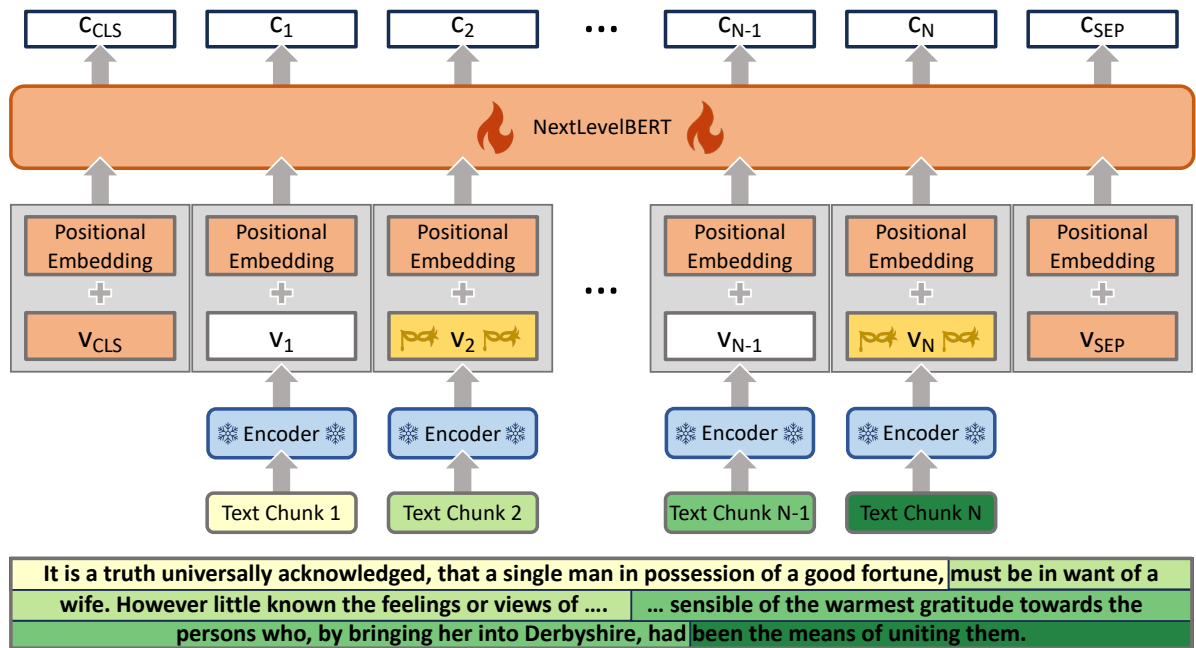 c_CLS c_1 c_2 ... c_N-1 c_N c_SEP
NextLevelBERT
Positional Embedding Positional Embedding Positional Embedding ... Positional Embedding Positional Embedding Positional Embedding
+ + + + + +
v_CLS v_1 v_2 v_N-1 v_N v_SEP
Encoder Encoder Encoder Encoder
Text Chunk 1 Text Chunk 2 Text Chunk N-1 Text Chunk N
It is a truth universally acknowledged, that a single man in possession of a good fortune, must be in want of a
wife. However little known the feelings or views of .... ... sensible of the warmest gratitude towards the
persons who, by bringing her into Derbyshire, had been the means of uniting them.